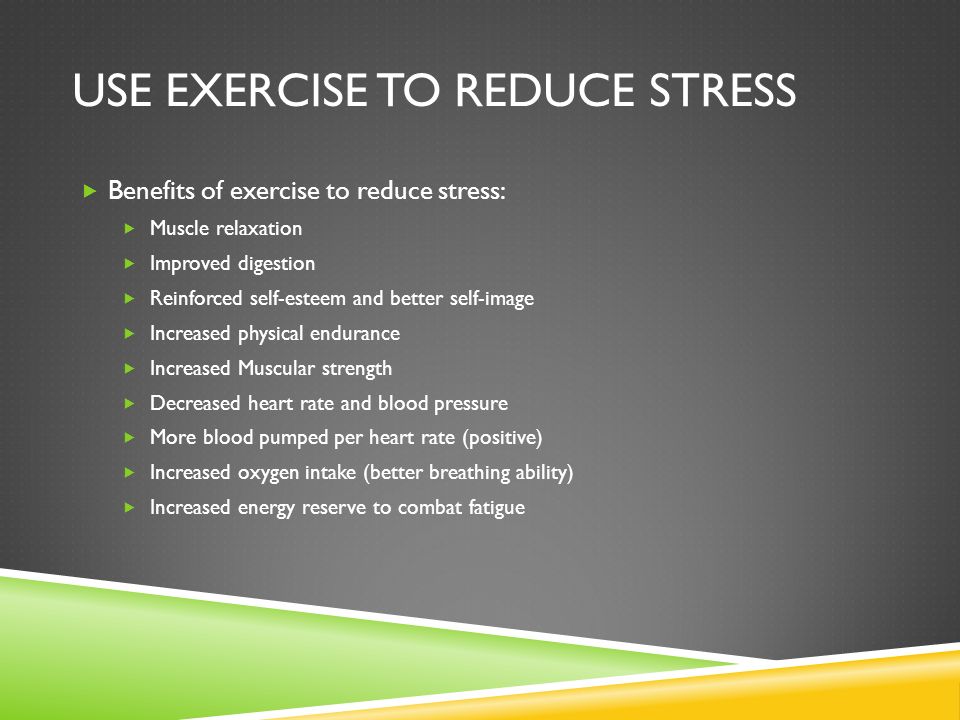 USE EXERCISE TO REDUCE STRESS
Benefits of exercise to reduce stress:
Muscle relaxation
Improved digestion
Reinforced self-esteem and better self-image
Increased physical endurance
Increased Muscular strength
Decreased heart rate and blood pressure
More blood pumped per heart rate (positive)
Increased oxygen intake (better breathing ability)
Increased energy reserve to combat fatigue